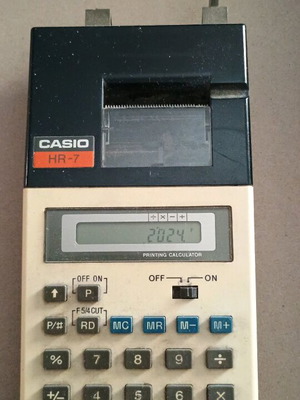 CASIO
HR-7
÷ × − +
2024.
PRINTING CALCULATOR
OFF ON
OFF ON
↑ P
F 5/4 CUT
P/# RD MC MR M− M+
% 7 8 9 ÷
+/− 4 5 6 ×